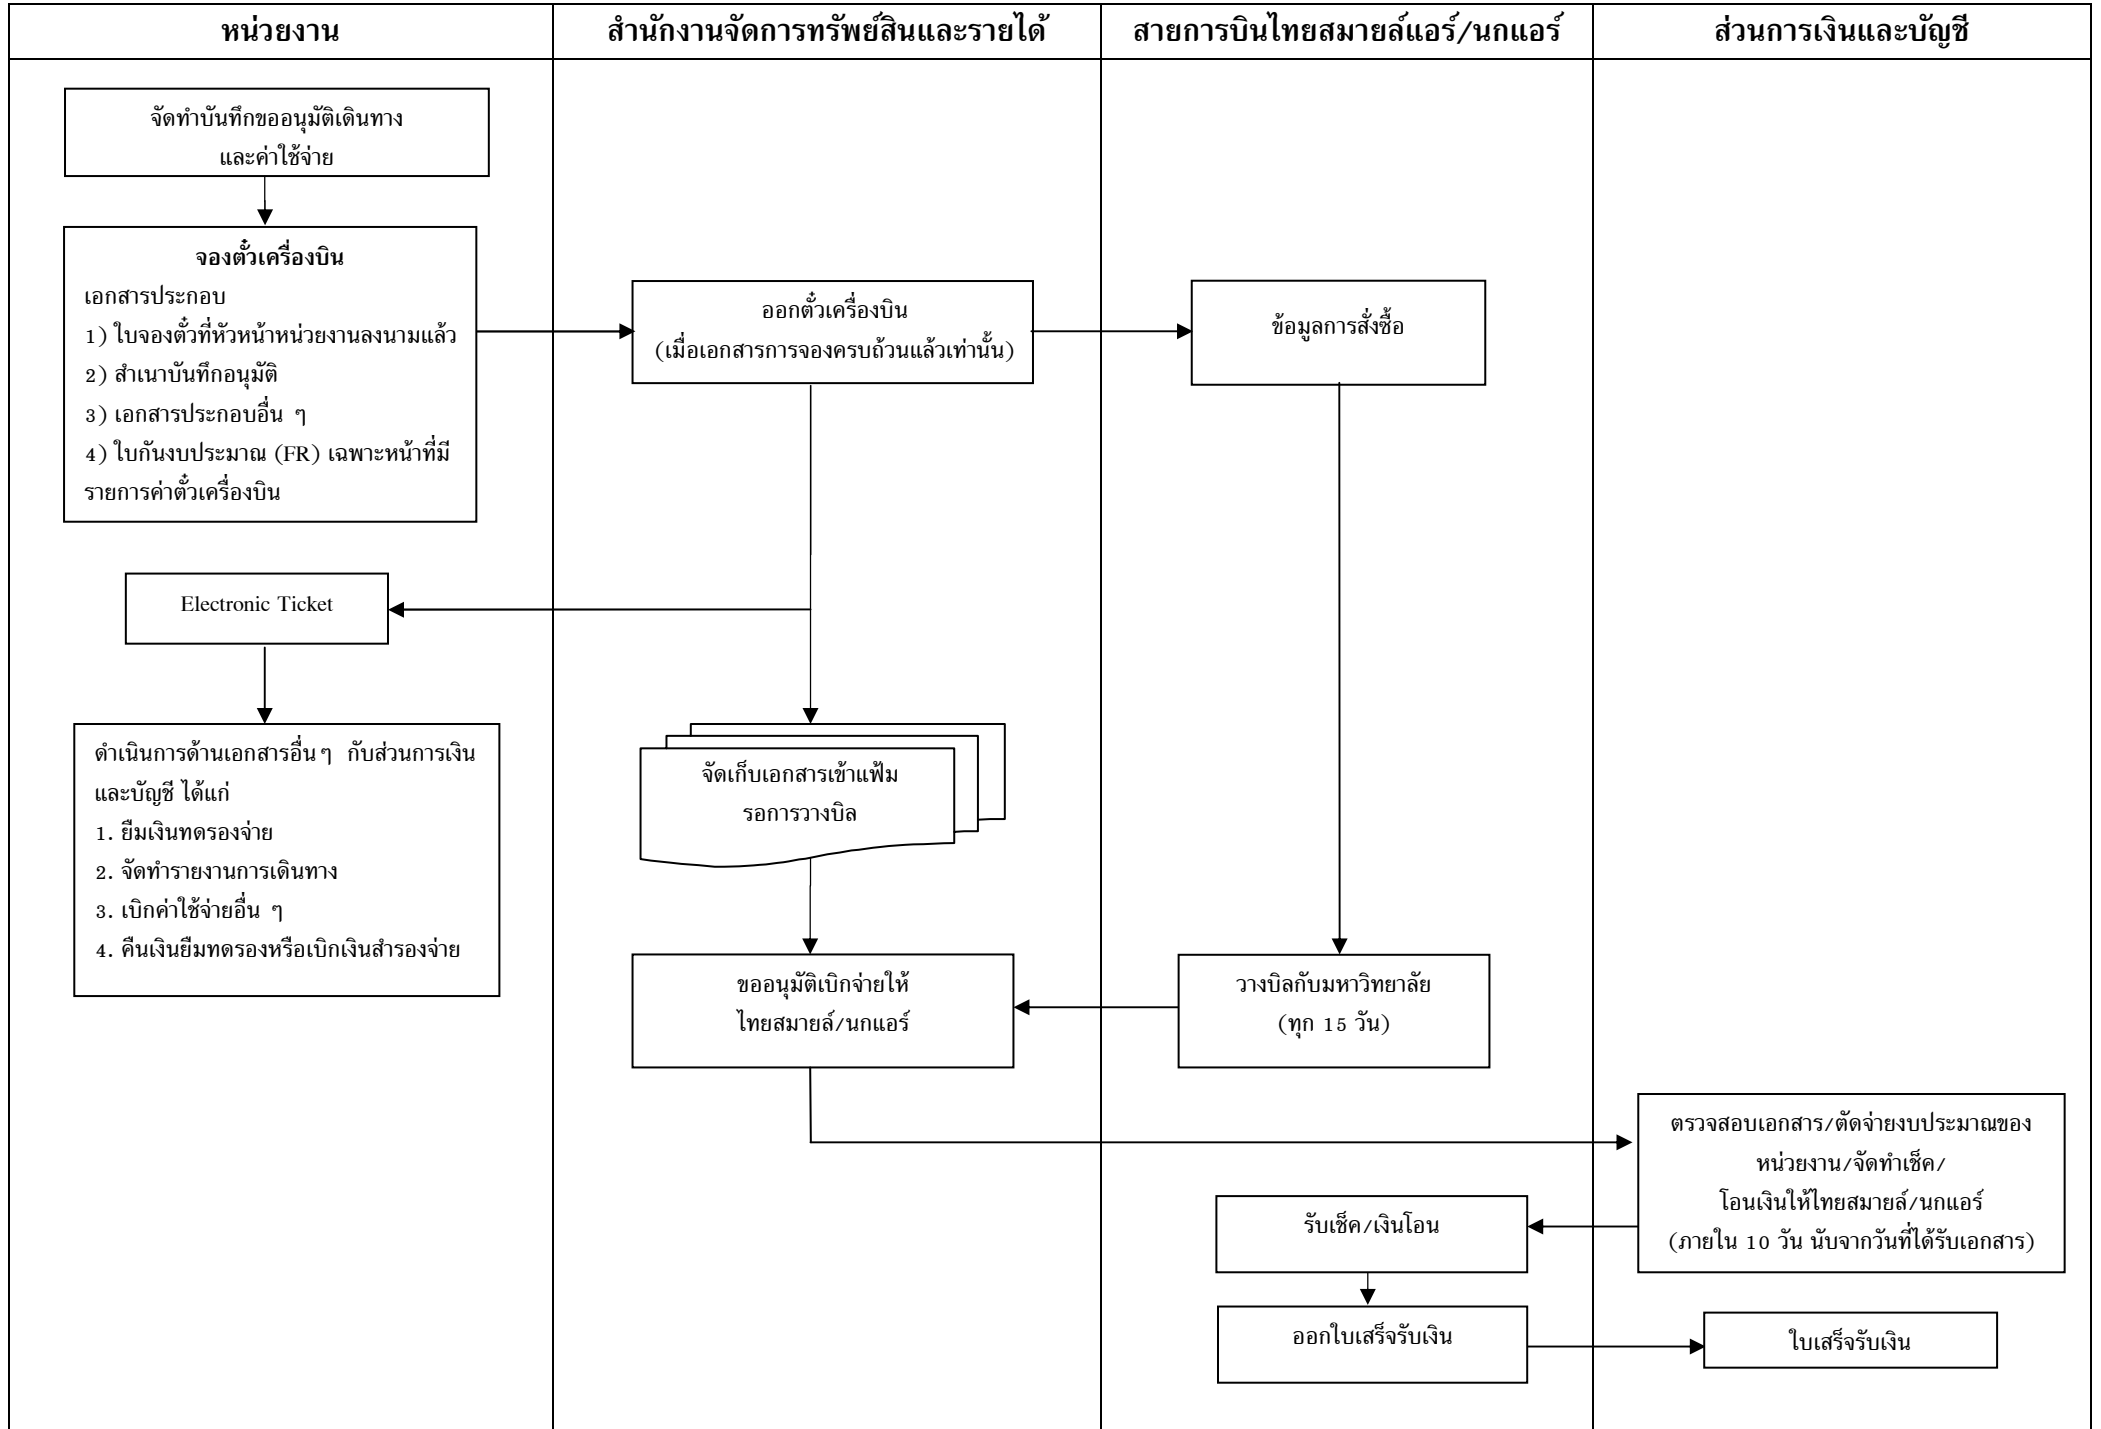 หน่วยงาน
สำนักงานจัดการทรัพย์สินและรายได้
สายการบินไทยสมายล์แอร์/นกแอร์
ส่วนการเงินและบัญชี
จัดทำบันทึกขออนุมัติเดินทาง
และค่าใช้จ่าย
จองตั๋วเครื่องบิน
เอกสารประกอบ
1) ใบจองตั๋วที่หัวหน้าหน่วยงานลงนามแล้ว
2) สำเนาบันทึกอนุมัติ
3) เอกสารประกอบอื่น ๆ
4) ใบกันงบประมาณ (FR) เฉพาะหน้าที่มี
รายการค่าตั๋วเครื่องบิน
ออกตั๋วเครื่องบิน
(เมื่อเอกสารการจองครบถ้วนแล้วเท่านั้น)
ข้อมูลการสั่งซื้อ
Electronic Ticket
ดำเนินการด้านเอกสารอื่น ๆ กับส่วนการเงิน
และบัญชี ได้แก่
1. ยืมเงินทดรองจ่าย
2. จัดทำรายงานการเดินทาง
3. เบิกค่าใช้จ่ายอื่น ๆ
4. คืนเงินยืมทดรองหรือเบิกเงินสำรองจ่าย
จัดเก็บเอกสารเข้าแฟ้ม
รอการวางบิล
ขออนุมัติเบิกจ่ายให้
ไทยสมายล์/นกแอร์
วางบิลกับมหาวิทยาลัย
(ทุก 15 วัน)
ตรวจสอบเอกสาร/ตัดจ่ายงบประมาณของ
หน่วยงาน/จัดทำเช็ค/
โอนเงินให้ไทยสมายล์/นกแอร์
(ภายใน 10 วัน นับจากวันที่ได้รับเอกสาร)
รับเช็ค/เงินโอน
ออกใบเสร็จรับเงิน
ใบเสร็จรับเงิน